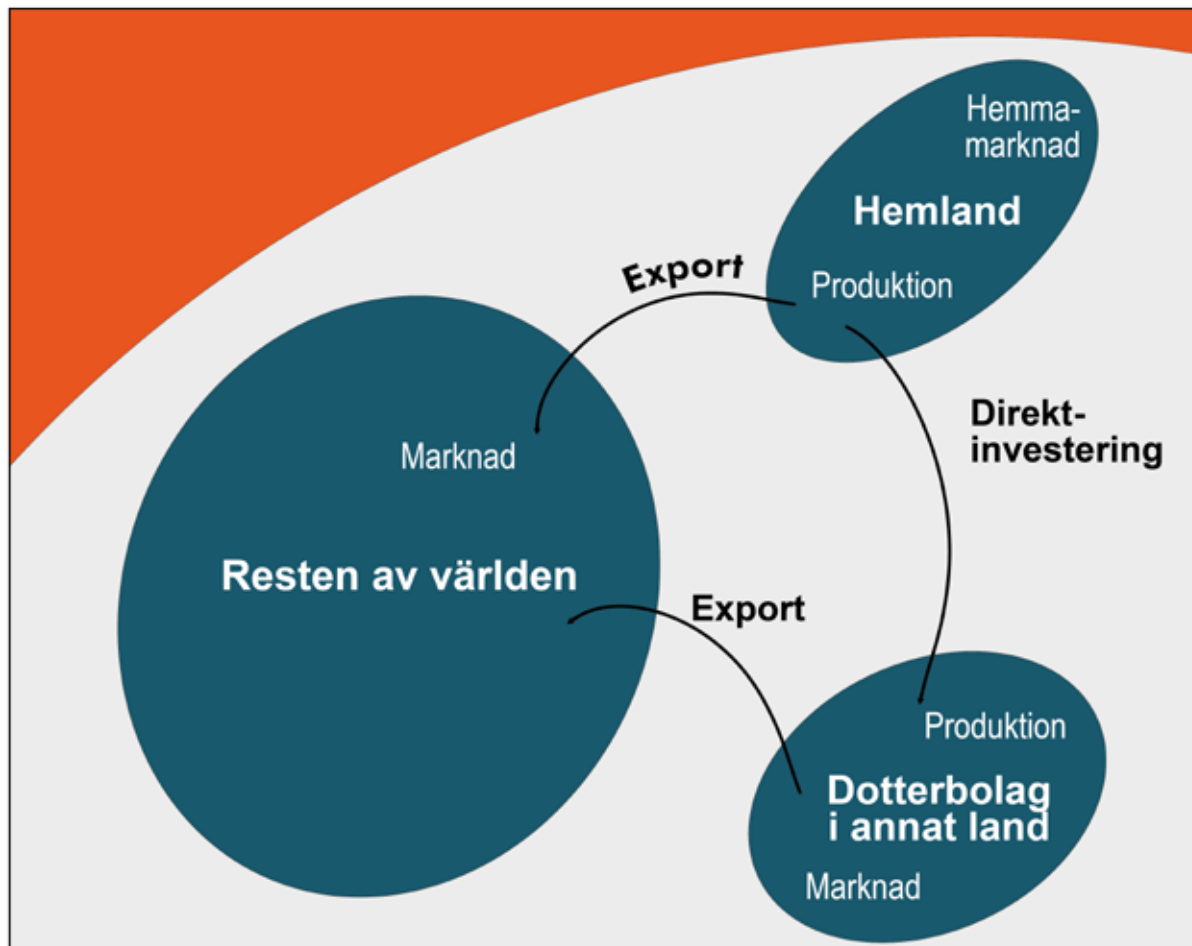 Hemma-
marknad
Hemland
Produktion
Export
Direkt-
investering
Marknad
Resten av världen
Export
Produktion
Dotterbolag
i annat land
Marknad